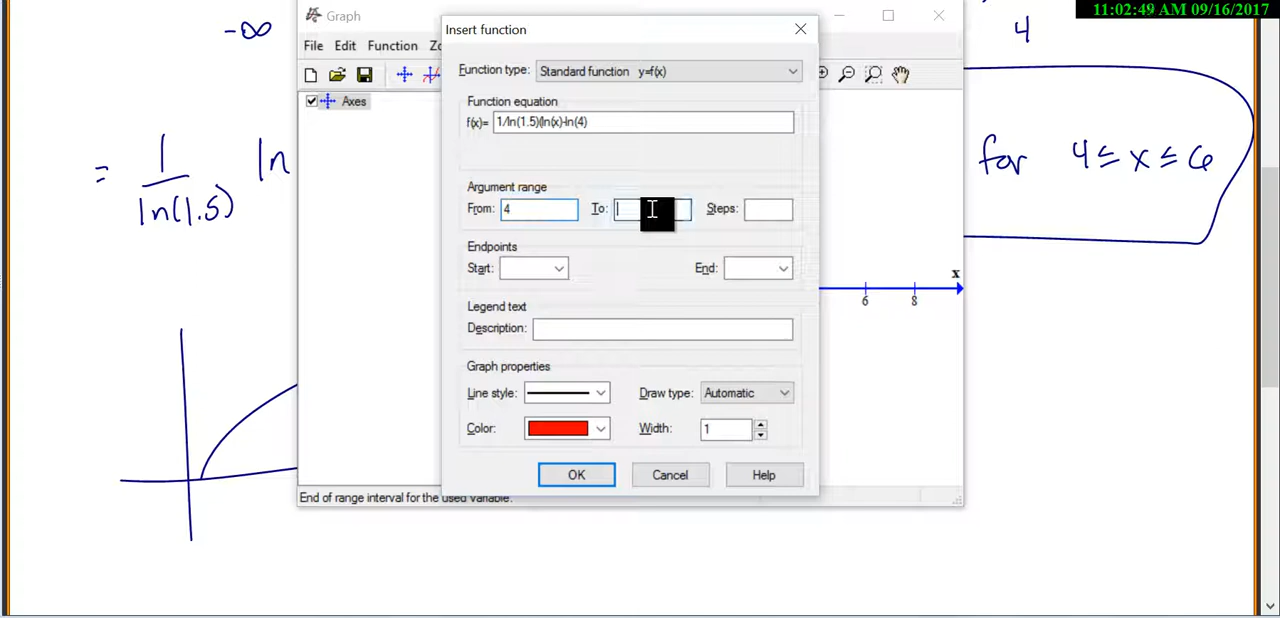 11:02:49 AM 09/16/2017
-∞
4
Graph
Insert function
File Edit Function
Function type: Standard function y=f(x)
Axes
Function equation
f(x)= 1/ln(1.5)(ln(x)-ln(4)
= 1
ln(1.5) ln
for 4 ≤ x ≤ 6
Argument range
From: 4 To: Steps:
Endpoints
Start: End:
x
6 8
Legend text
Description:
Graph properties
Line style: Draw type: Automatic
Color: Width: 1
OK Cancel Help
End of range interval for the used variable.